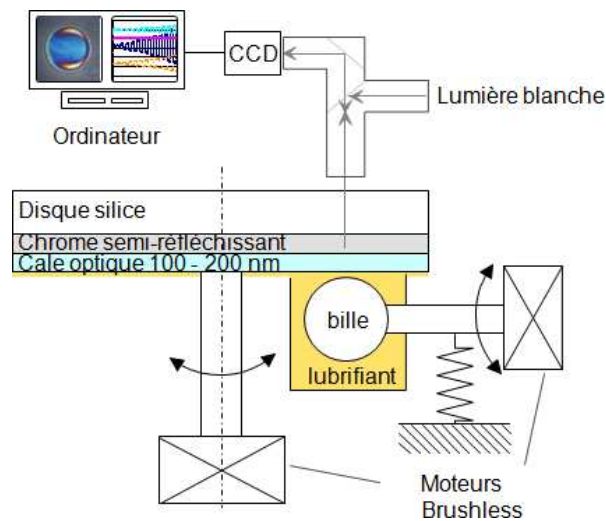 CCD
Lumière blanche
Ordinateur
Disque silice
Chrome semi-réfléchissant
Cale optique 100 - 200 nm
bille
lubrifiant
Moteurs
Brushless